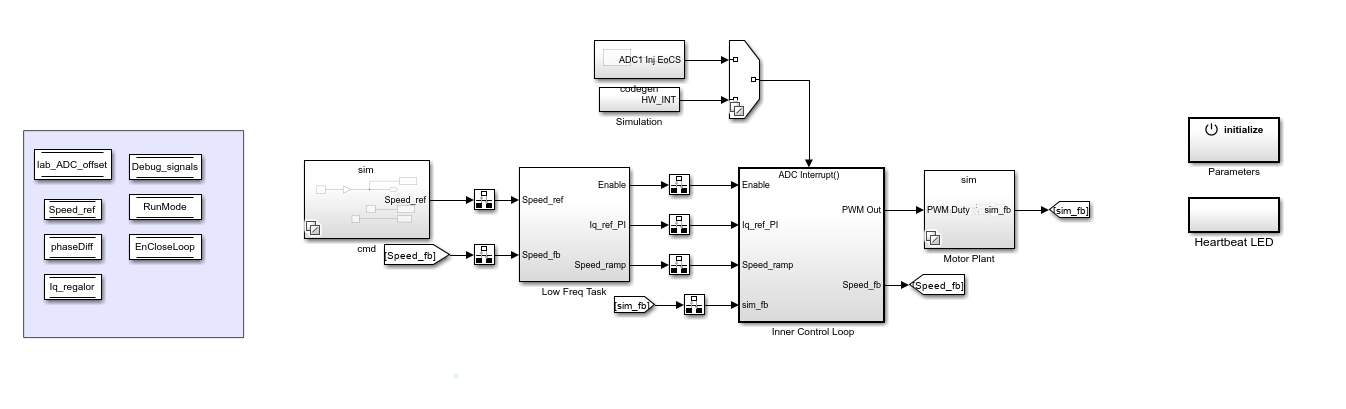 ADC1 Inj EoCS
codegen
HW_INT
Simulation
Iab_ADC_offset
Debug_signals
Speed_ref
RunMode
phaseDiff
EnCloseLoop
Iq_regalor
sim
Speed_ref
cmd
[Speed_fb]
Speed_ref
Speed_fb
Enable
Iq_ref_PI
Speed_ramp
Low Freq Task
[sim_fb]
ADC Interrupt()
Enable
Iq_ref_PI
Speed_ramp
sim_fb
PWM Out
Speed_fb
Inner Control Loop
sim
PWM Duty
sim_fb
Motor Plant
[sim_fb]
[Speed_fb]
initialize
Parameters
Heartbeat LED